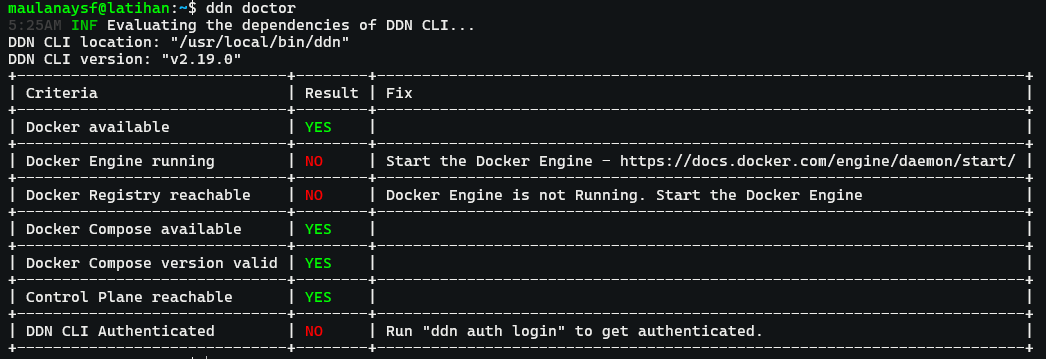 maulanaysf@latihan:~$ ddn doctor
5:25AM INF Evaluating the dependencies of DDN CLI...
DDN CLI location: "/usr/local/bin/ddn"
DDN CLI version: "v2.19.0"
| Criteria | Result | Fix |
| Docker available | YES | |
| Docker Engine running | NO | Start the Docker Engine - https://docs.docker.com/engine/daemon/start/ |
| Docker Registry reachable | NO | Docker Engine is not Running. Start the Docker Engine |
| Docker Compose available | YES | |
| Docker Compose version valid | YES | |
| Control Plane reachable | YES | |
| DDN CLI Authenticated | NO | Run "ddn auth login" to get authenticated. |